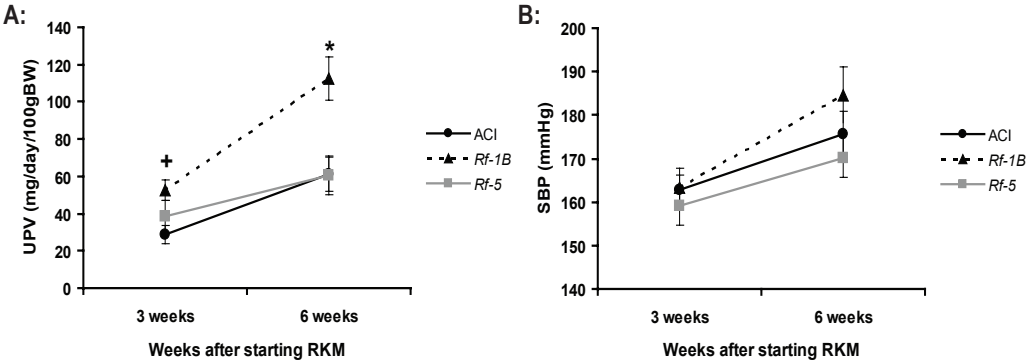 A:
UPV (mg/day/100gBW)
140
120
100
80
60
40
20
0
+
*
3 weeks
6 weeks
Weeks after starting RKM
ACI
Rf-1B
Rf-5
B:
SBP (mmHg)
200
190
180
170
160
150
140
3 weeks
6 weeks
Weeks after starting RKM
ACI
Rf-1B
Rf-5